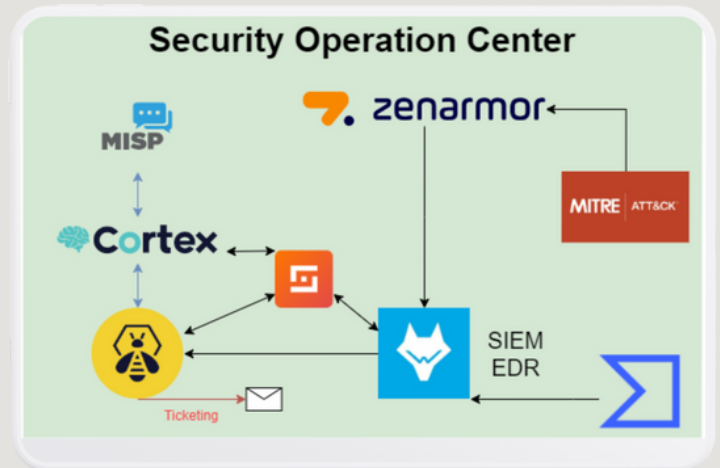 Security Operation Center
zenarmor
MISP
MITRE | ATT&CK
Cortex
SIEM
EDR
Ticketing